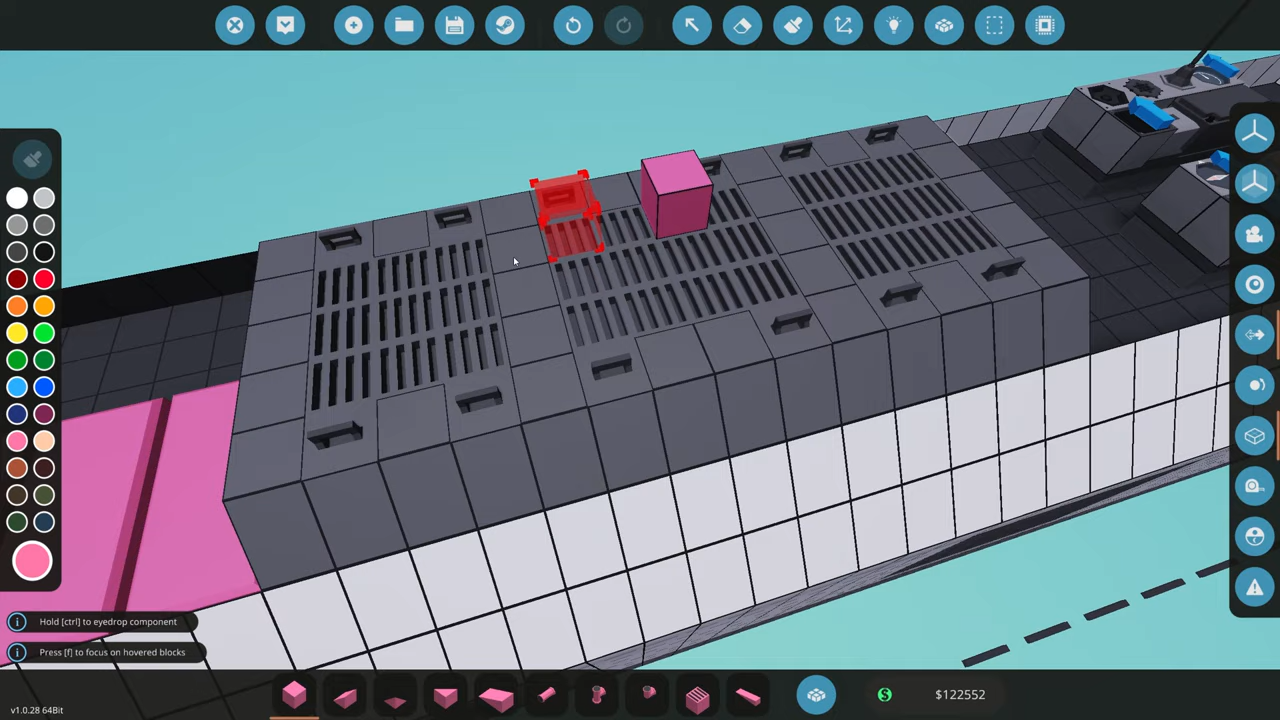 Hold [ctrl] to eyedrop component
Press [f] to focus on hovered blocks
v1.0.28 64Bit
$ $122552